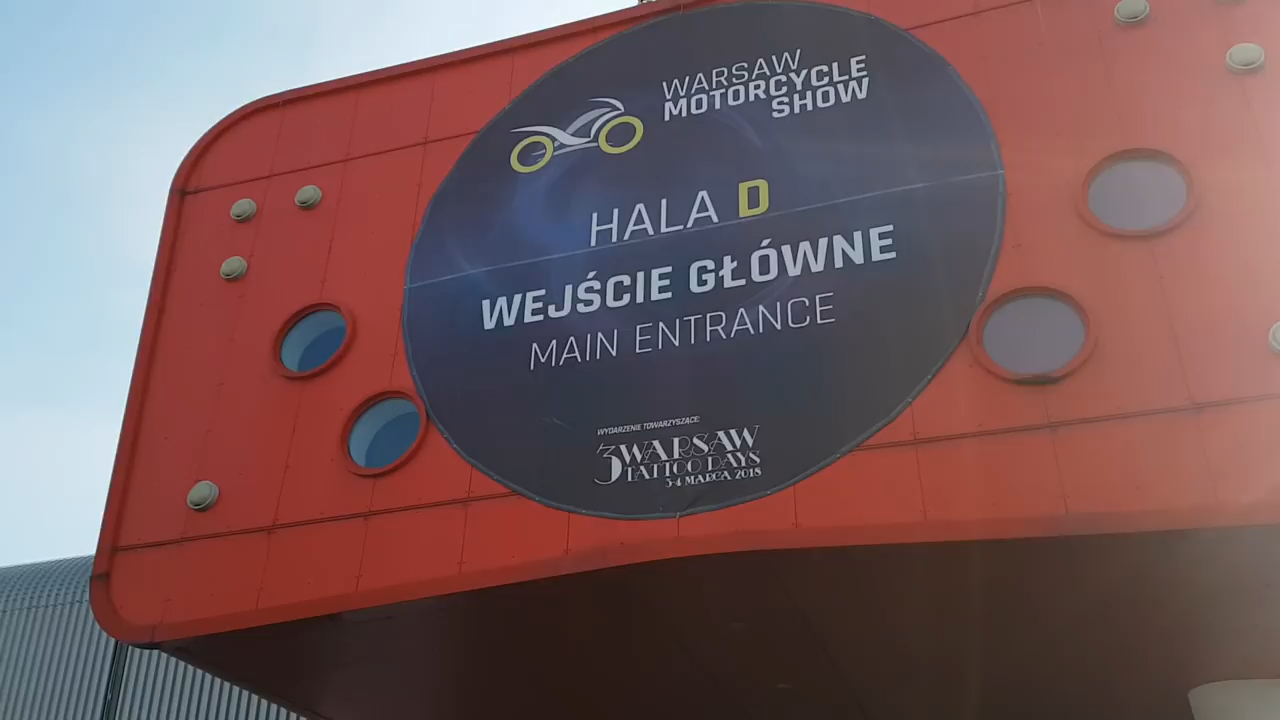 WARSAW
MOTORCYCLE
SHOW
HALA D
WEJŚCIE GŁÓWNE
MAIN ENTRANCE
WYDARZENIE TOWARZYSZĄCE:
3 WARSAW
TATTOO DAYS
3-4 MARCA 2018